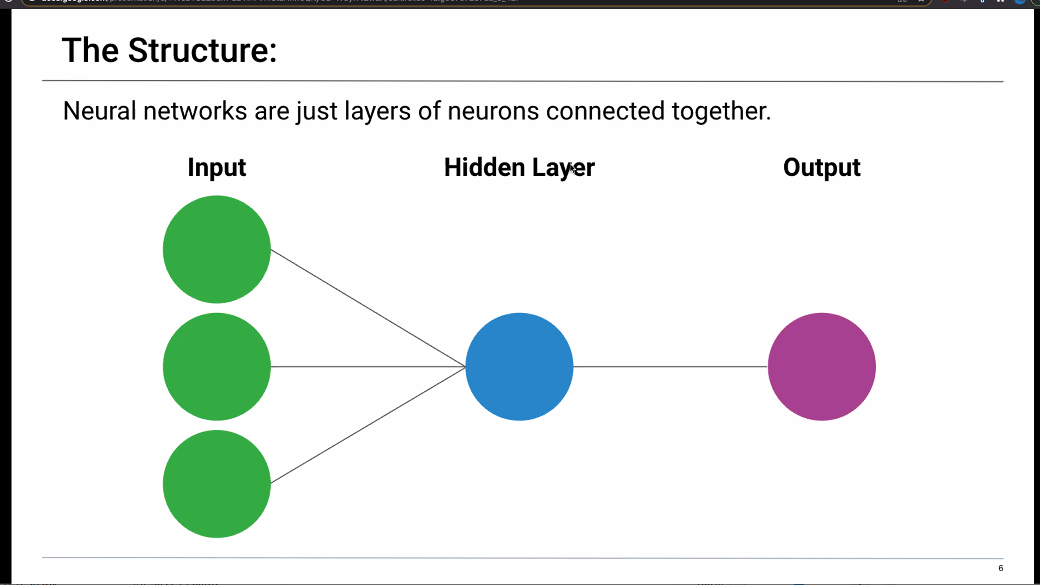 The Structure:
Neural networks are just layers of neurons connected together.
Input
Hidden Layer
Output
6